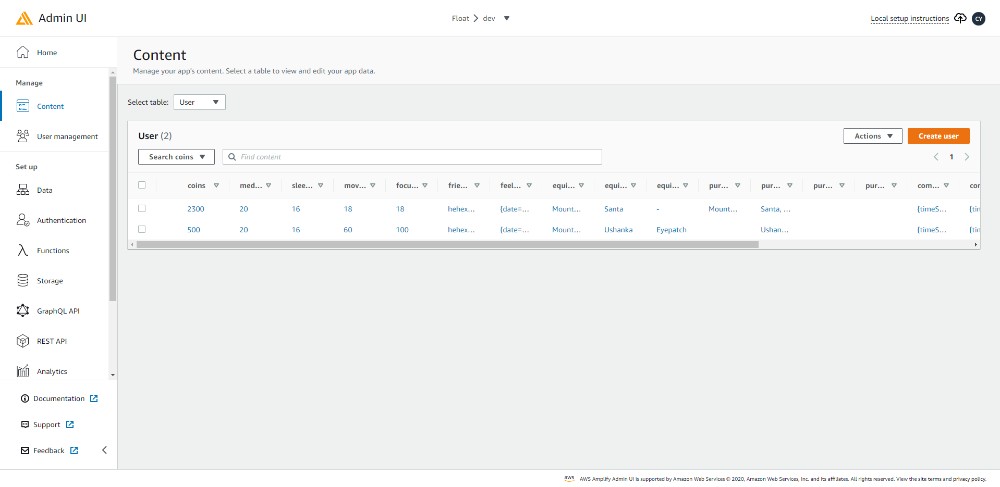 Admin UI
Float dev
Local setup instructions CY
Home
Manage
Content
User management
Set up
Data
Authentication
Functions
Storage
GraphQL API
REST API
Analytics
Documentation
Support
Feedback
Content
Manage your app's content. Select a table to view and edit your app data.
Select table: User
User (2)
Actions Create user
Search coins Find content
1
coins med... slee... mov... focu... frie... feel... equi... equi... equi... pur... pur... pur... pur... com... cor
2300 20 16 18 18 hehex... {date=... Mount... Santa - Mount... Santa, ... {timeS... {tin
500 20 16 60 100 hehex... {date=... Mount... Ushanka Eyepatch Ushan... {timeS... {tin
aws AWS Amplify Admin UI is supported by Amazon Web Services © 2020, Amazon Web Services, Inc. and its affiliates. All rights reserved. View the site terms and privacy policy.